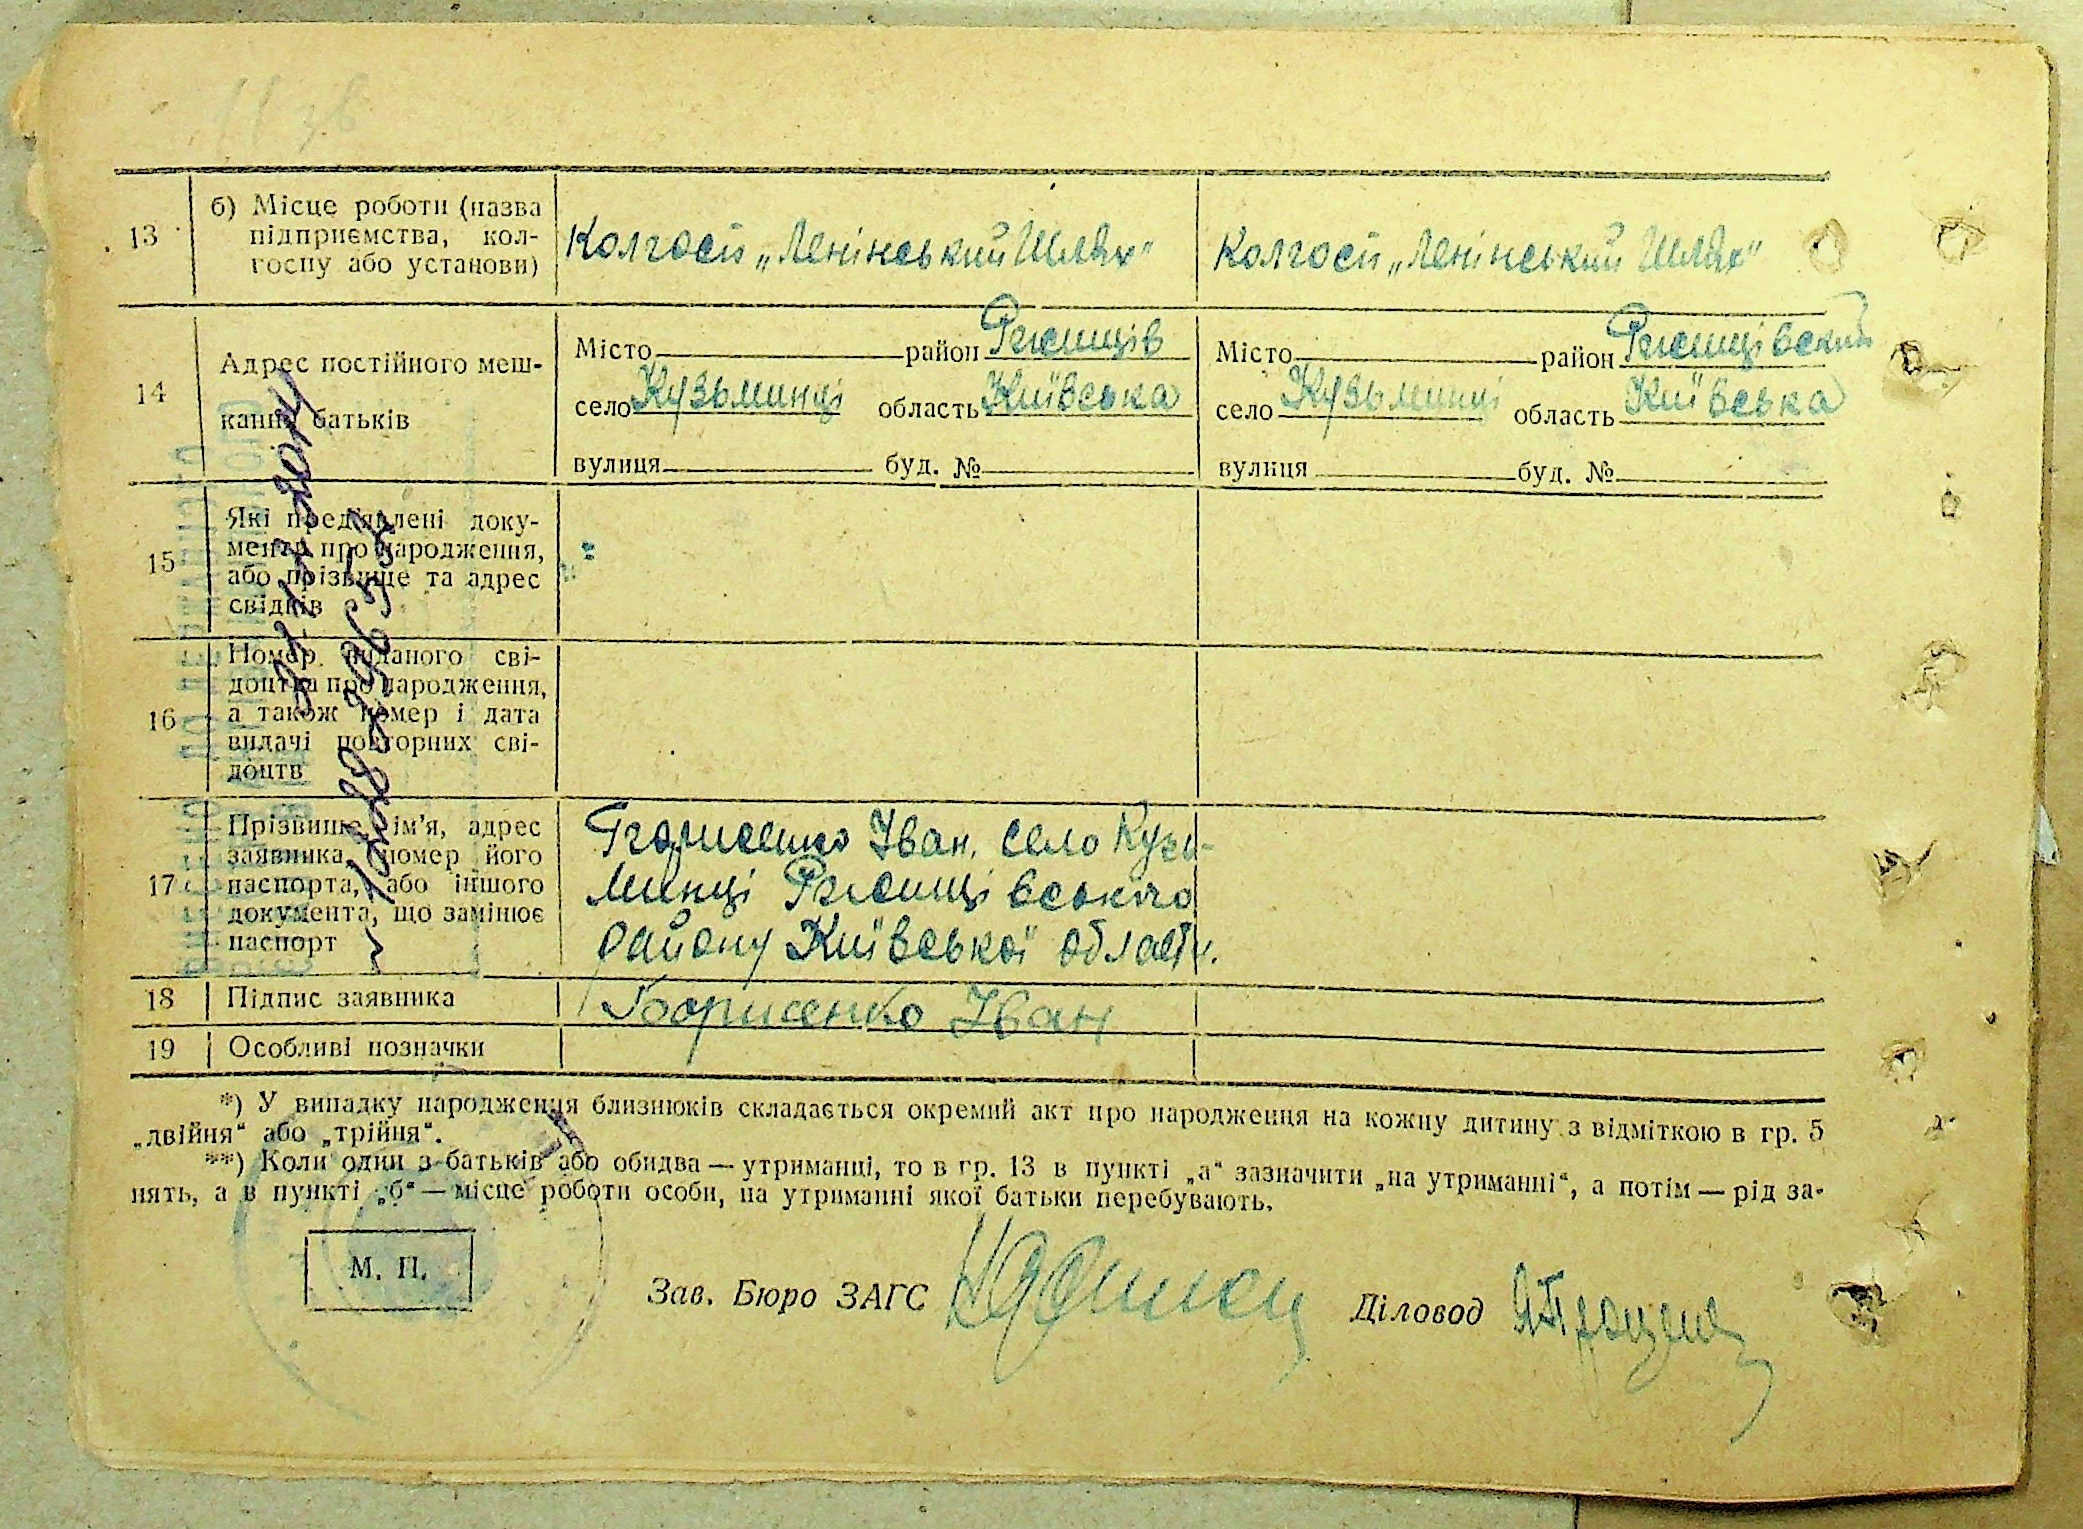 13 б) Місце роботи (назва підприємства, колгоспу або установи)
Колгосп „Ленінський Шлях“ Колгосп „Ленінський Шлях“
14 Адрес постійного мешкання батьків
Місто район Ржищів Місто район Ржищівский
село Кузьминці область Київська село Кузьминці область Київська
вулиця буд. № вулиця буд. №
15 Які пред'явлені доку-
менти про народження,
або прізвище та адрес
свідків
16 Номер виданого сві-
доцтва про народження,
а також номер і дата
видачі повторних сві-
доцтв
17 Прізвище, ім'я, адрес
заявника, номер його
паспорта, або іншого
документа, що замінює
паспорт
Іван. село Кузь-
минці Ржищівського
району Київської області.
18 Підпис заявника Борисенко Іван
19 Особливі позначки
*) У випадку народження близнюків складається окремий акт про народження на кожну дитину з відміткою в гр. 5
„двійня“ або „трійня“.
**) Коли один з батьків або обидва — утриманці, то в гр. 13 в пункті „а“ зазначити „на утриманні“, а потім — рід за-
нять, а в пункті „б“ — місце роботи особи, на утриманні якої батьки перебувають.
М. П.
Зав. Бюро ЗАГС Діловод